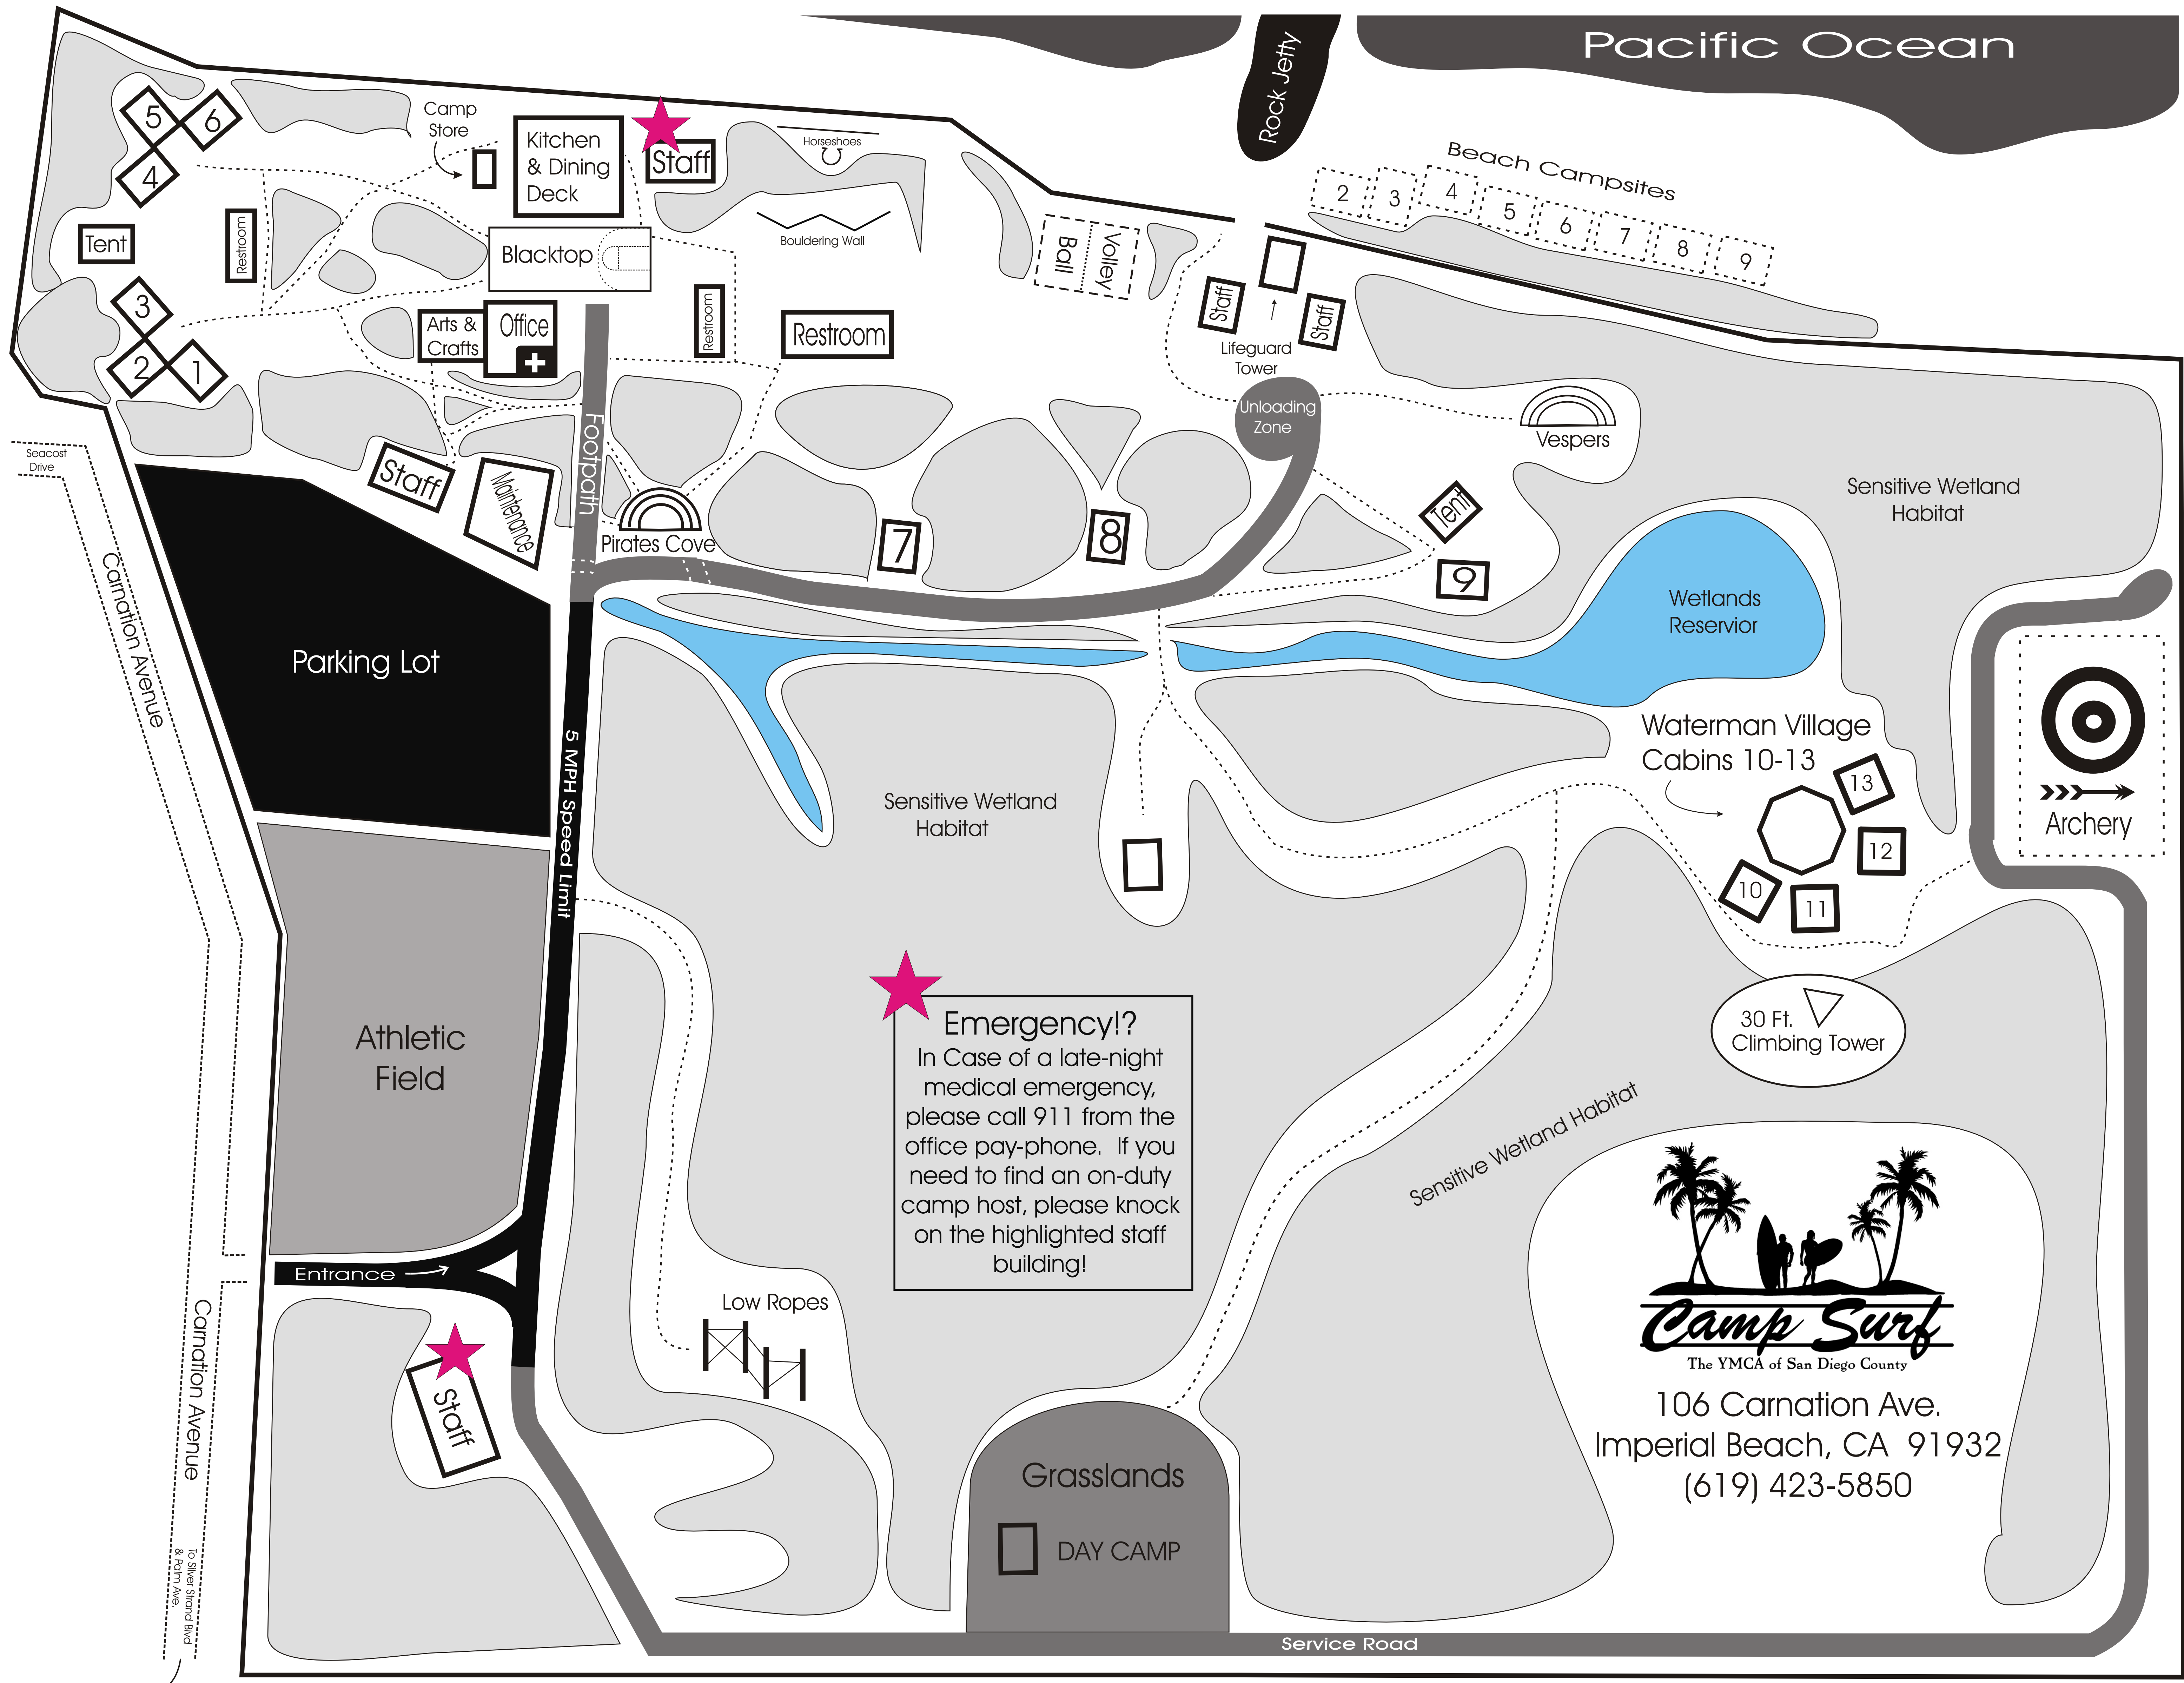 Pacific Ocean
Rock Jetty
Beach Campsites
2
3
4
5
6
7
8
9
5
6
4
Camp
Store
Kitchen
& Dining
Deck
Staff
Horseshoes
Bouldering Wall
Volley
Ball
Tent
Restroom
Blacktop
Staff
Staff
Lifeguard
Tower
3
2
1
Arts &
Crafts
Office
Restroom
Restroom
Unloading
Zone
Vespers
Seacost
Drive
Staff
Maintenance
Footpath
Pirates Cove
7
8
Tent
9
Sensitive Wetland
Habitat
Wetlands
Reservior
Carnation Avenue
Parking Lot
5 MPH Speed Limit
Sensitive Wetland
Habitat
Waterman Village
Cabins 10-13
13
12
10
11
Archery
Athletic
Field
30 Ft.
Climbing Tower
Emergency!?
In Case of a late-night
medical emergency,
please call 911 from the
office pay-phone.  If you
need to find an on-duty
camp host, please knock
on the highlighted staff
building!
Sensitive Wetland Habitat
Entrance
Low Ropes
Staff
Carnation Avenue
To Silver Strand Blvd
& Palm Ave.
Camp Surf
The YMCA of San Diego County
106 Carnation Ave.
Imperial Beach, CA  91932
(619) 423-5850
Grasslands
DAY CAMP
Service Road